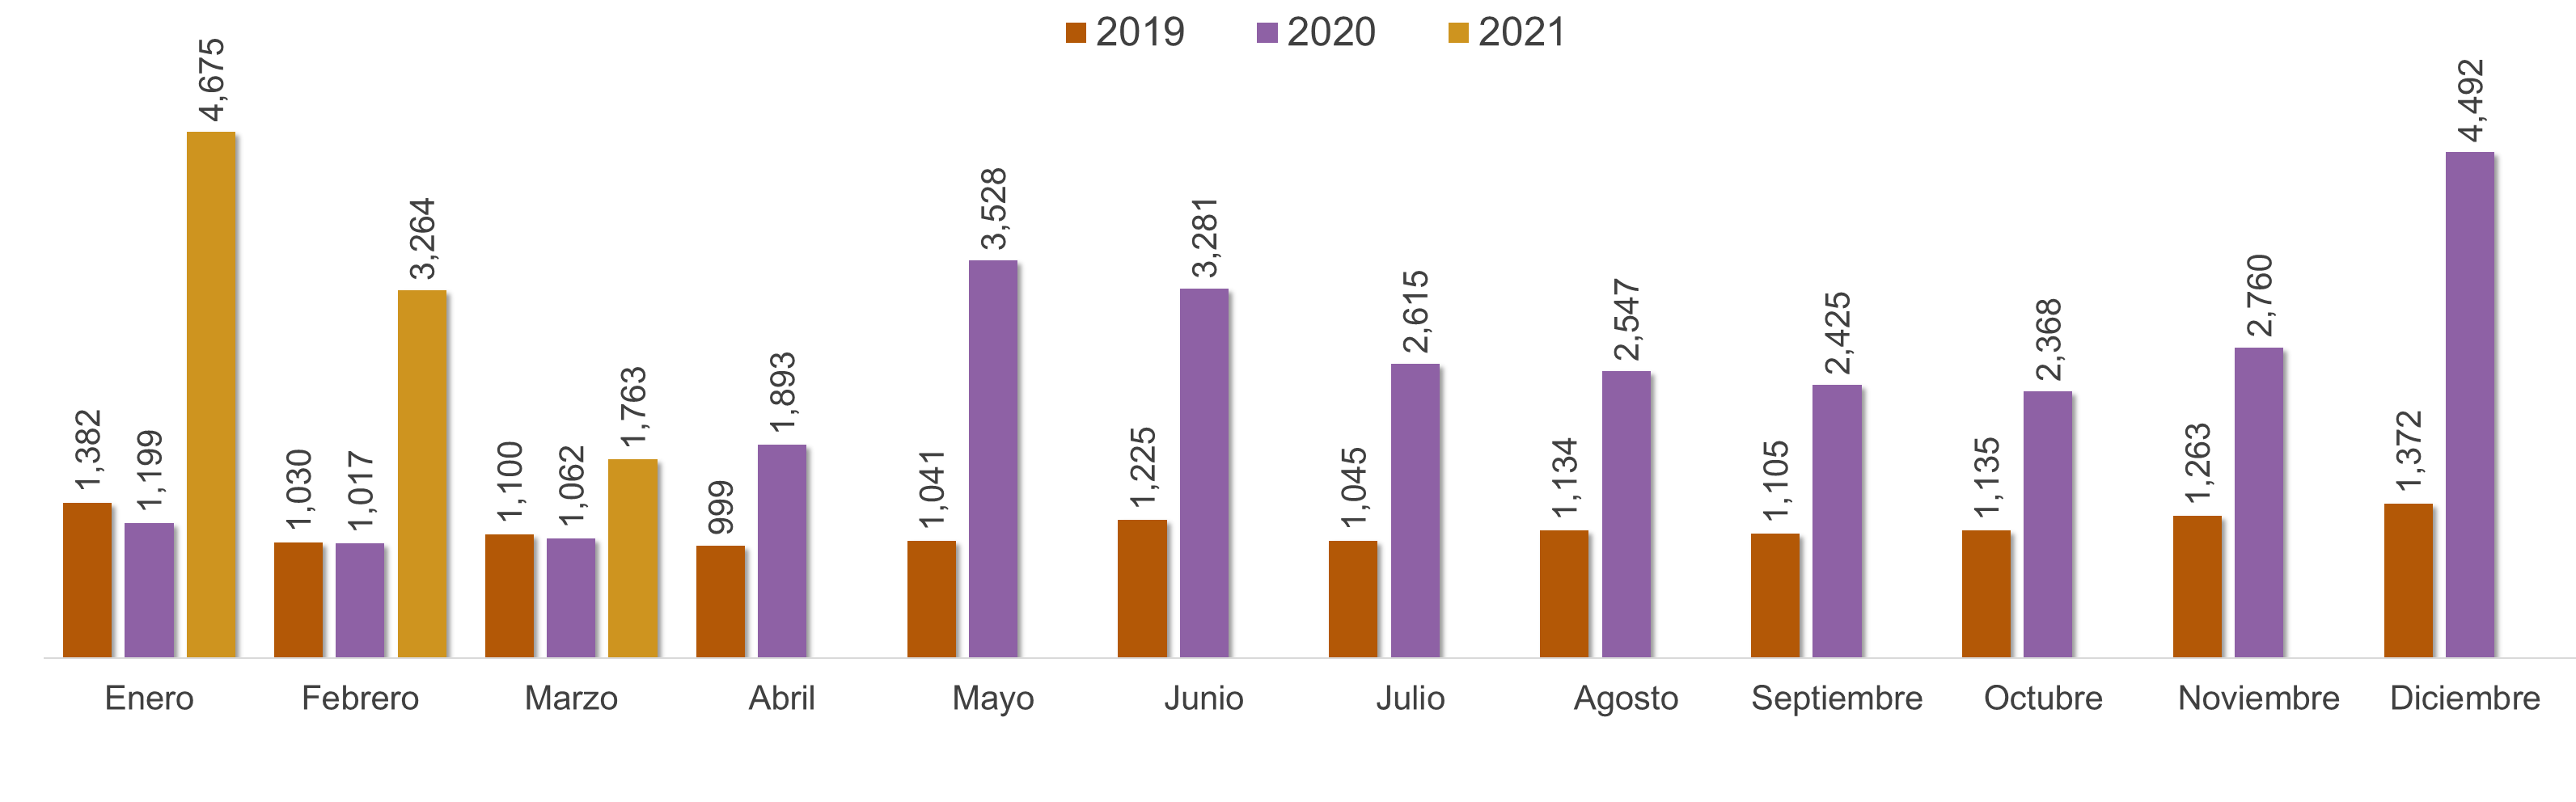 2019 2020 2021
1,382 1,199 4,675
1,030 1,017 3,264
1,100 1,062 1,763
999 1,893
1,041 3,528
1,225 3,281
1,045 2,615
1,134 2,547
1,105 2,425
1,135 2,368
1,263 2,760
1,372 4,492
Enero Febrero Marzo Abril Mayo Junio Julio Agosto Septiembre Octubre Noviembre Diciembre